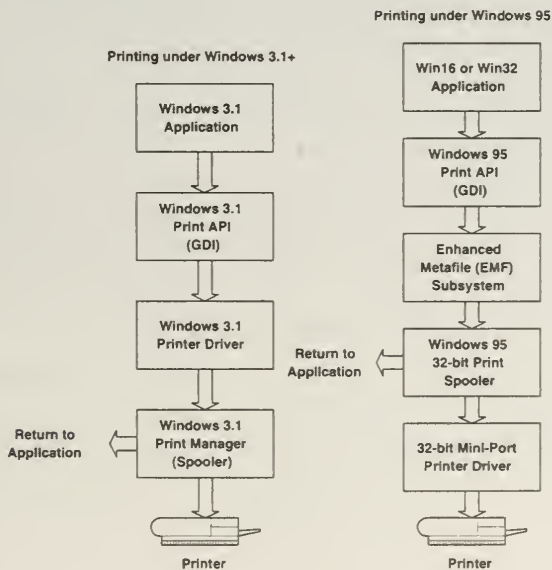 Printing under Windows 3.1+
Windows 3.1
Application
Windows 3.1
Print API
(GDI)
Windows 3.1
Printer Driver
Return to
Application
Windows 3.1
Print Manager
(Spooler)
Printer
Printing under Windows 95
Win16 or Win32
Application
Windows 95
Print API
(GDI)
Enhanced
Metafile (EMF)
Subsystem
Return to
Application
Windows 95
32-bit Print
Spooler
32-bit Mini-Port
Printer Driver
Printer